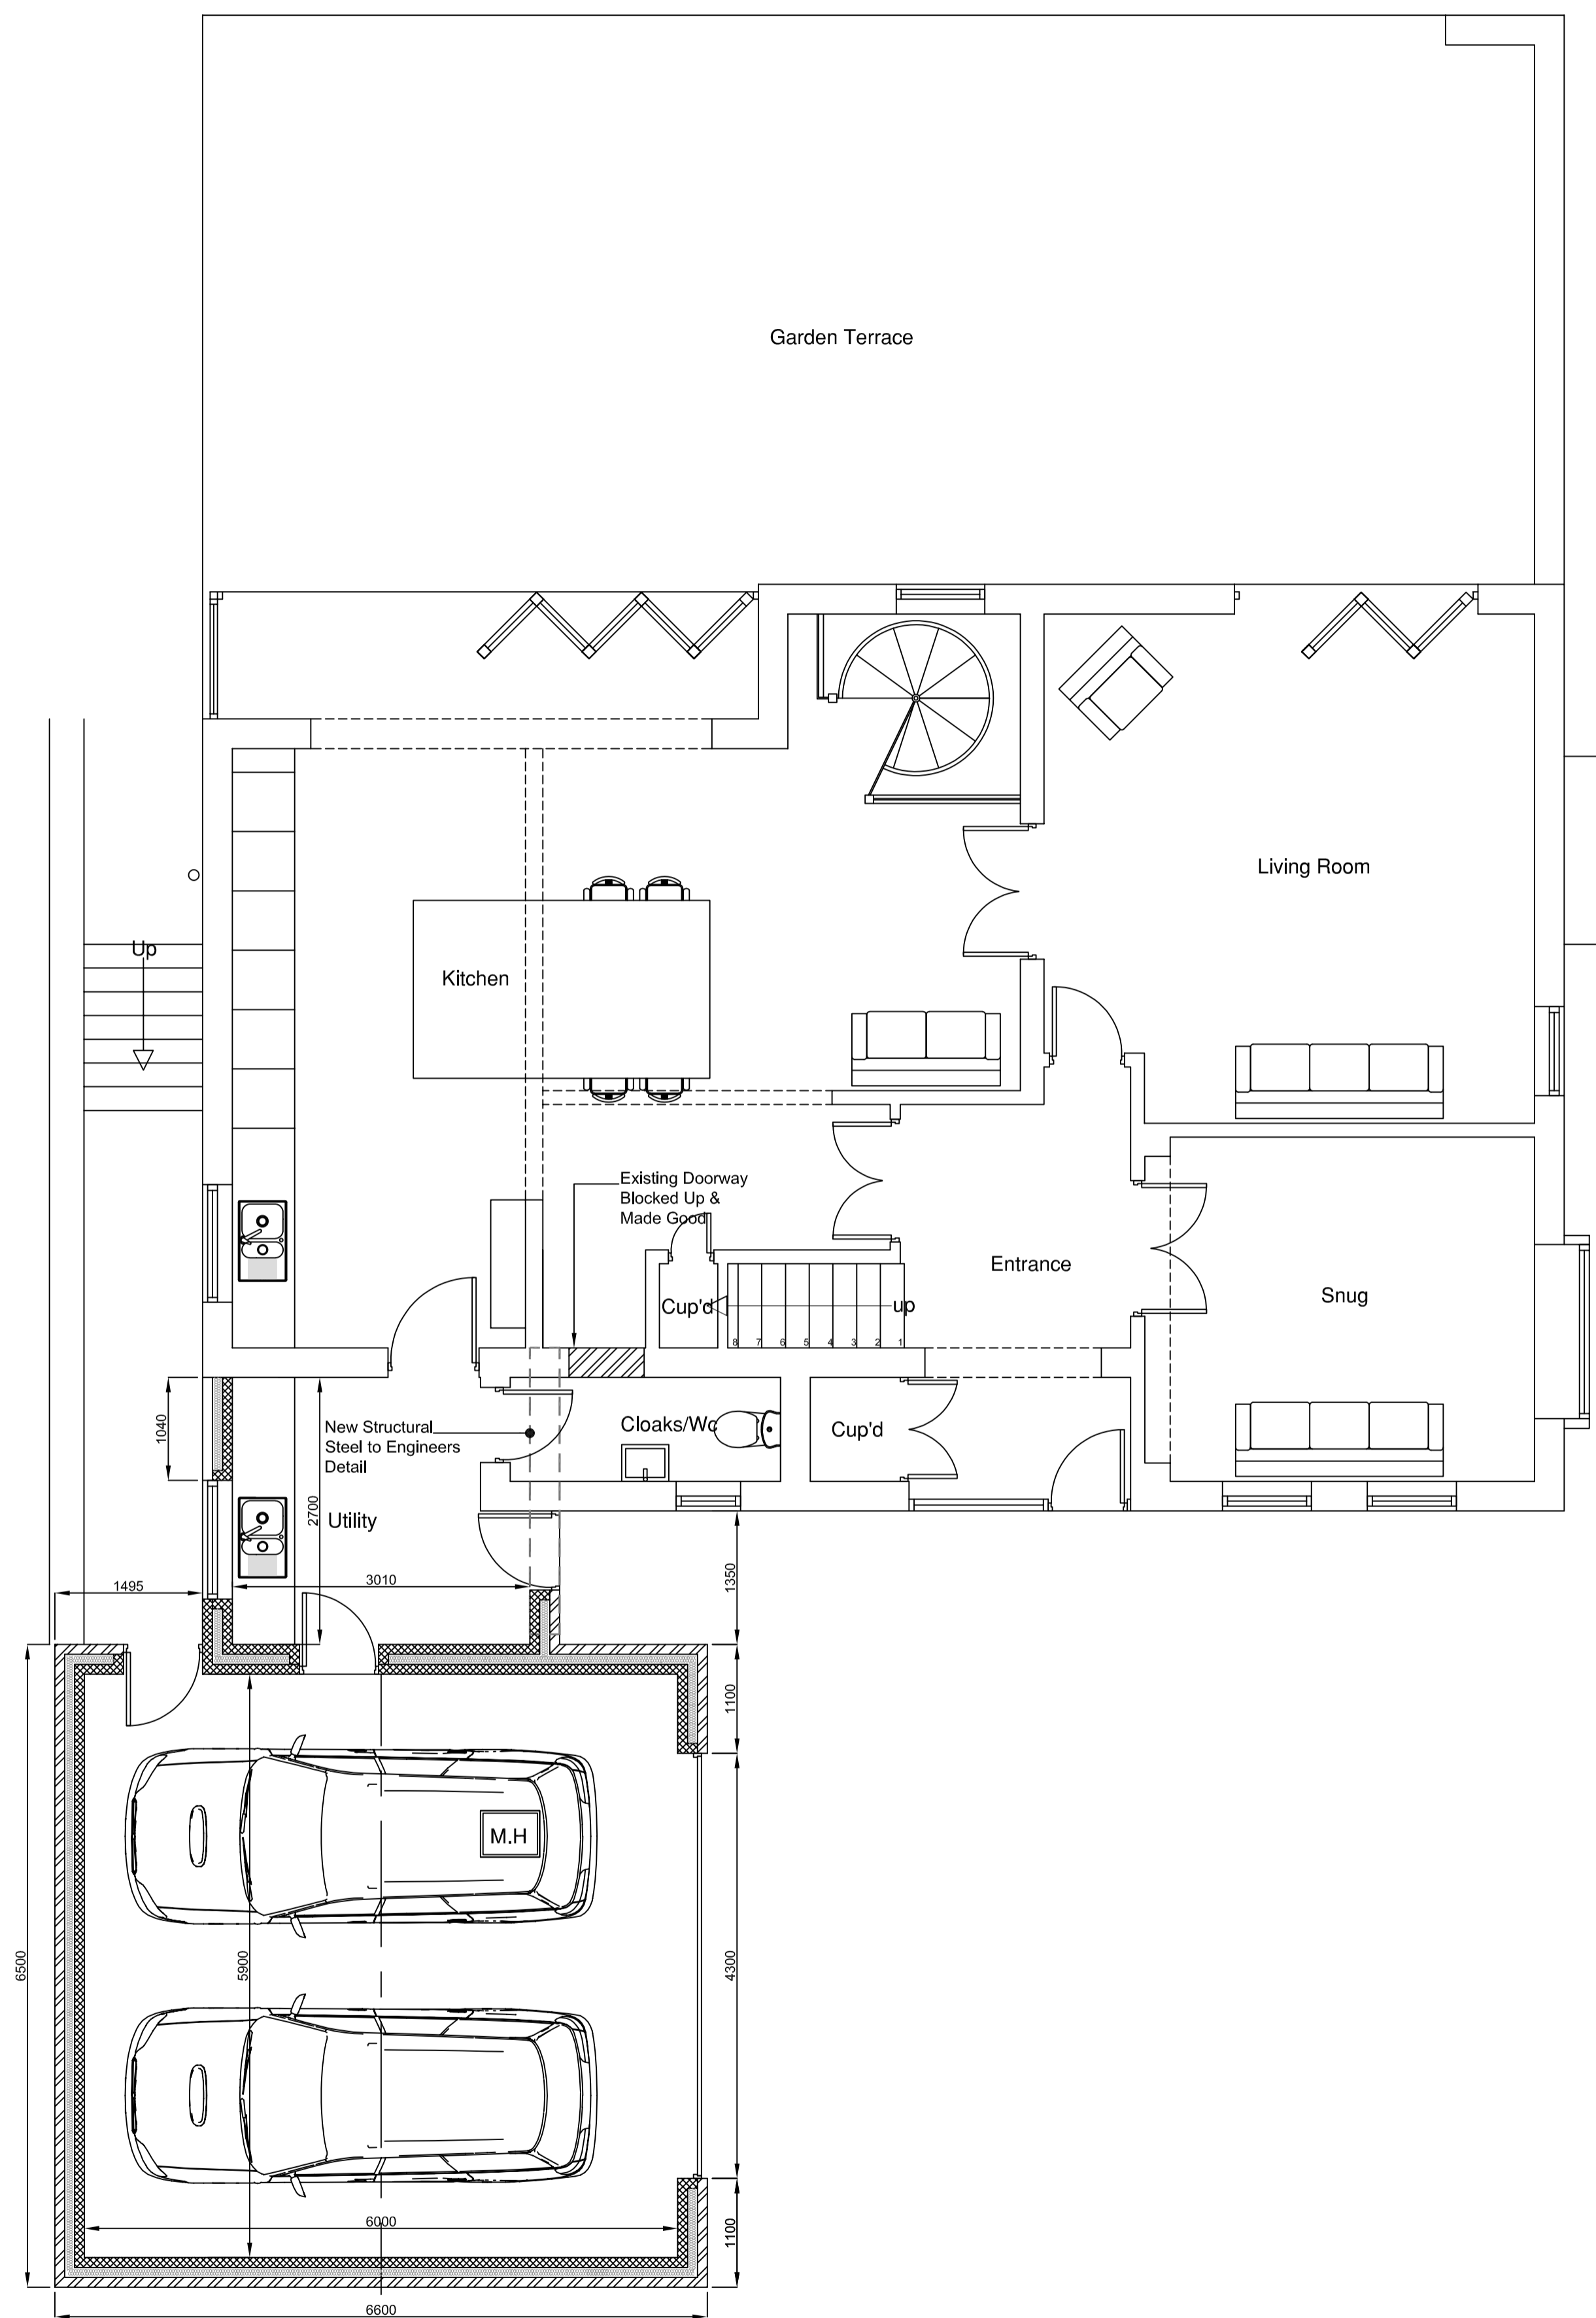 Garden Terrace
Living Room
Up
Kitchen
Existing Doorway
Blocked Up &
Made Good
Entrance
Cup'd
up
Snug
8 7 6 5 4 3 2 1
1040
New Structural
Steel to Engineers
Detail
Cloaks/Wc
Cup'd
2700
Utility
1495
3010
1350
1100
M.H
6500
5900
4300
6000
1100
6600